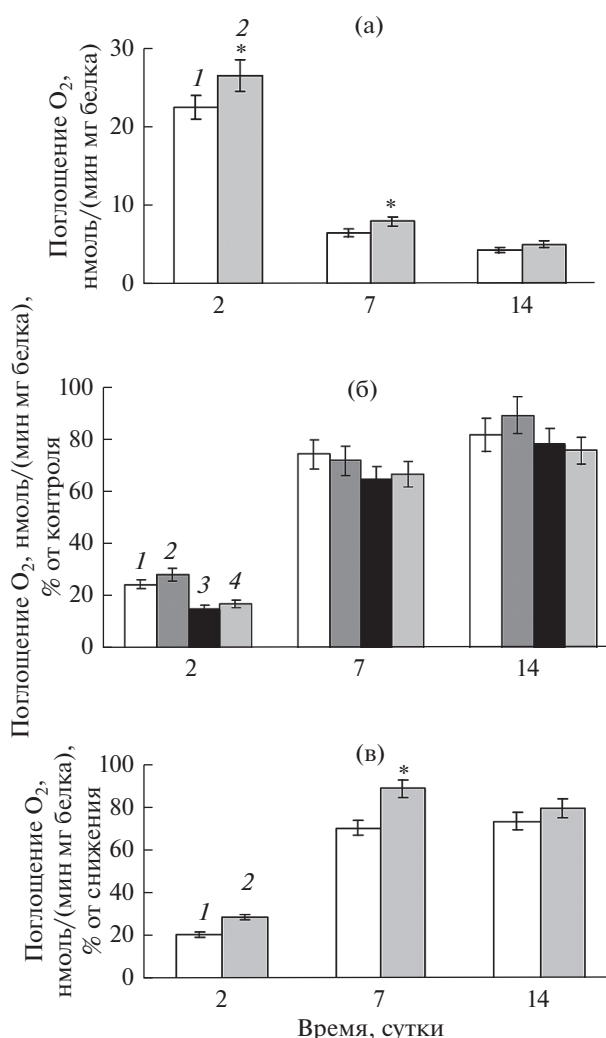 (а)
Поглощение O2,
нмоль/(мин мг белка)
30
20
10
0
1
2
*
*
2 7 14
(б)
Поглощение O2, нмоль/(мин мг белка),
% от контроля
100
80
60
40
20
0
1 2 3 4
2 7 14
(в)
Поглощение O2,
нмоль/(мин мг белка),
% от снижения
100
80
60
40
20
0
1 2
*
2 7 14
Время, сутки